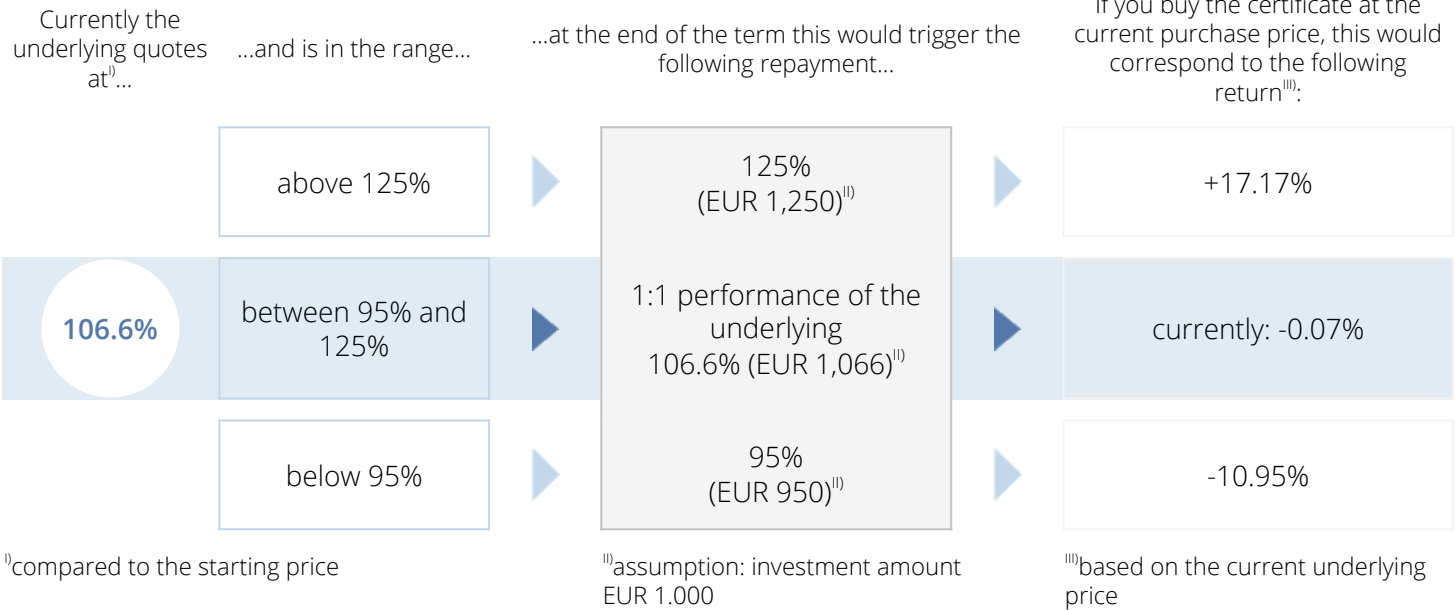 Currently the
underlying quotes
at^I)...
...and is in the range...
...at the end of the term this would trigger the
following repayment...
If you buy the certificate at the
current purchase price, this would
correspond to the following
return^III):
above 125%
125%
(EUR 1,250)^II)
+17.17%
106.6%
between 95% and
125%
1:1 performance of the
underlying
106.6% (EUR 1,066)^II)
currently: -0.07%
below 95%
95%
(EUR 950)^II)
-10.95%
^I)compared to the starting price
^II)assumption: investment amount
EUR 1.000
^III)based on the current underlying
price